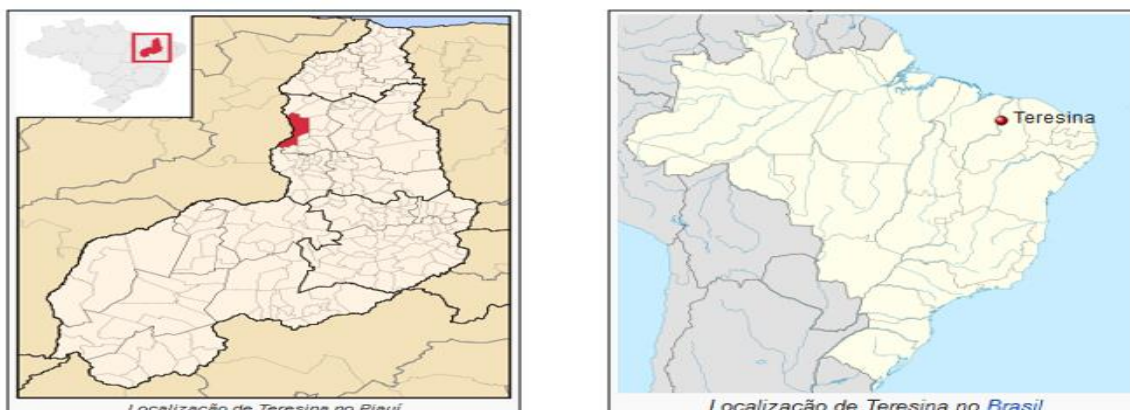 Teresina
Localização de Teresina no Piauí
Localização de Teresina no Brasil